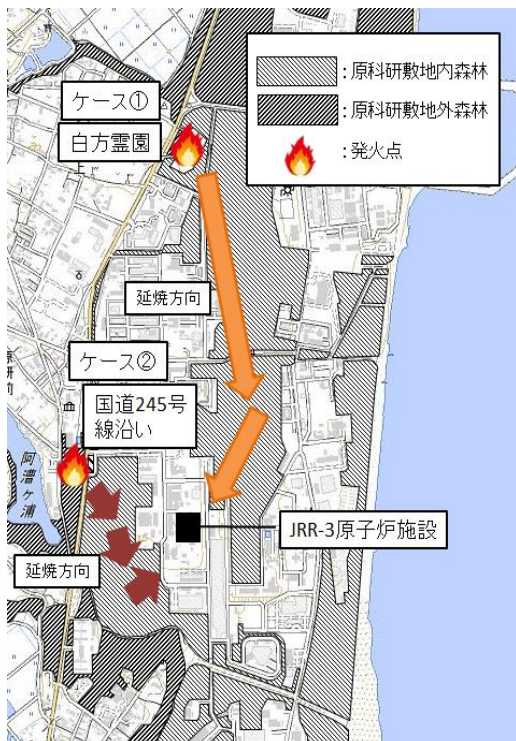 : 原科研敷地内森林
: 原科研敷地外森林
: 発火点
ケース①
白方霊園
延焼方向
ケース②
国道245号
線沿い
阿漕ヶ浦
JRR-3原子炉施設
延焼方向